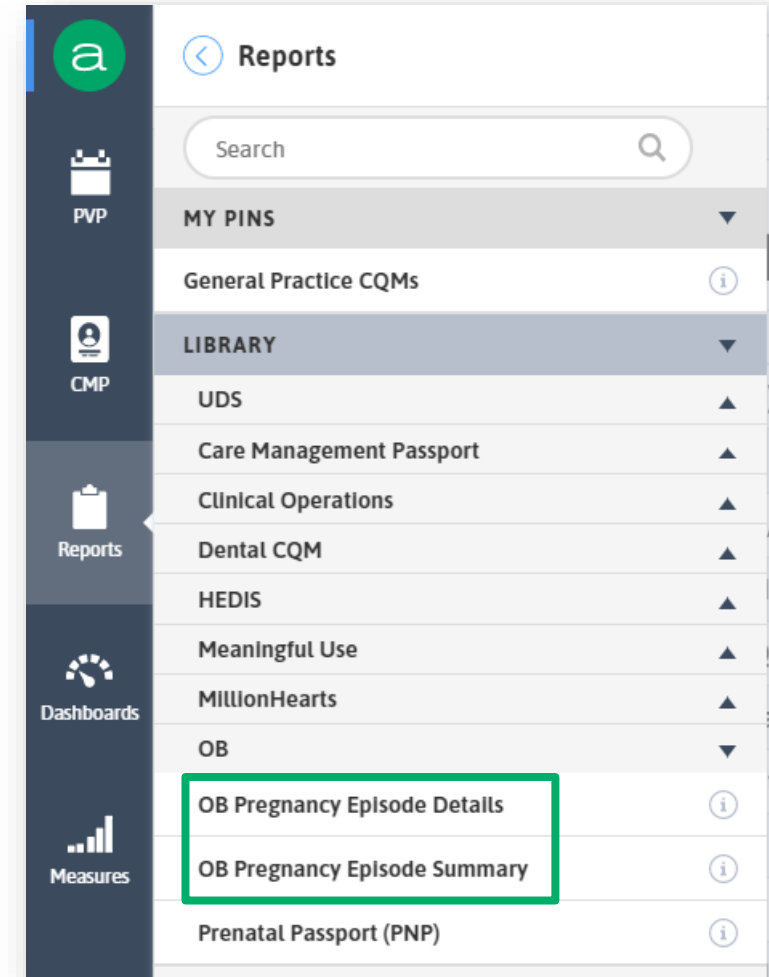 a
Reports
Search
PVP
MY PINS
General Practice CQMs
LIBRARY
CMP
UDS
Care Management Passport
Clinical Operations
Reports
Dental CQM
HEDIS
Meaningful Use
MillionHearts
Dashboards
OB
OB Pregnancy Episode Details
OB Pregnancy Episode Summary
Measures
Prenatal Passport (PNP)